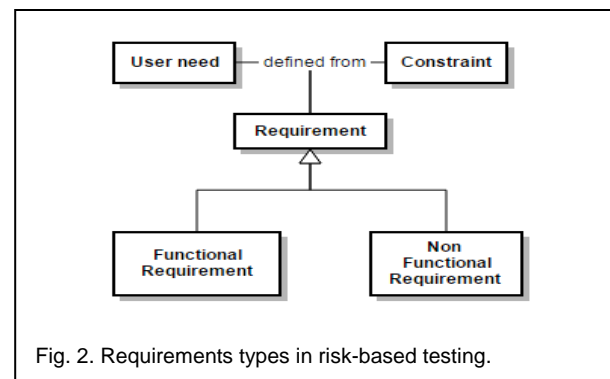 User need defined from Constraint
Requirement
Functional
Requirement
Non
Functional
Requirement
Fig. 2. Requirements types in risk-based testing.